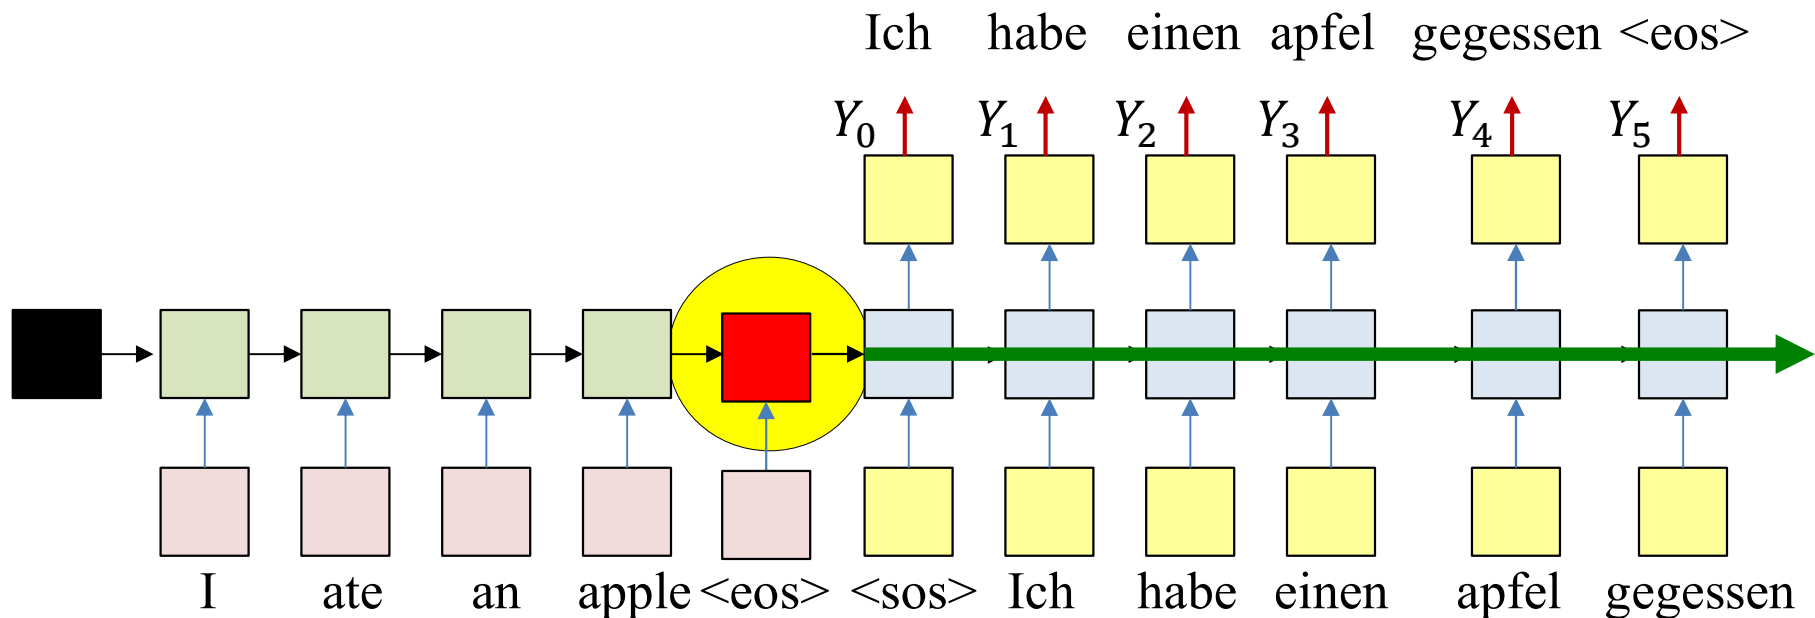 Ich habe einen apfel gegessen <eos>
Y₀ Y₁ Y₂ Y₃ Y₄ Y₅
I ate an apple <eos> <sos> Ich habe einen apfel gegessen